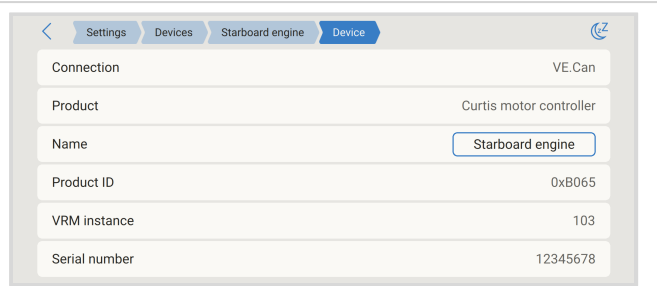 Settings Devices Starboard engine Device
Connection VE.Can
Product Curtis motor controller
Name Starboard engine
Product ID 0xB065
VRM instance 103
Serial number 12345678